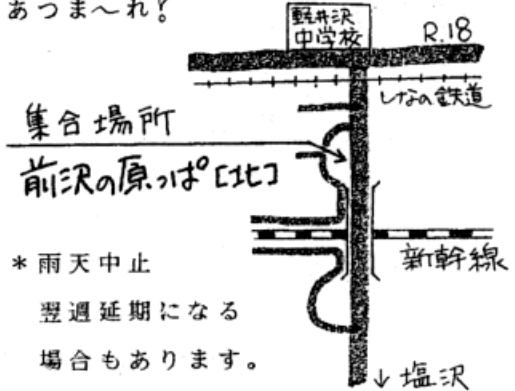 あつま〜れ!
軽井沢
中学校
R.18
しなの鉄道
集合場所
前沢の原っぱ[北]
新幹線
*雨天中止
翌週延期になる
場合もあります。
↓塩沢